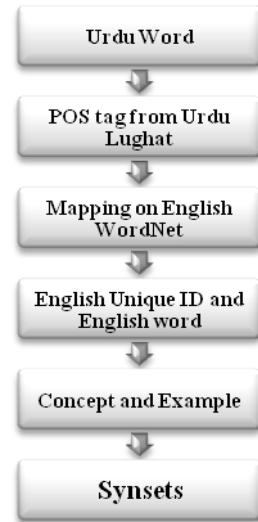 Urdu Word
POS tag from Urdu
Lughat
Mapping on English
WordNet
English Unique ID and
English word
Concept and Example
Synsets